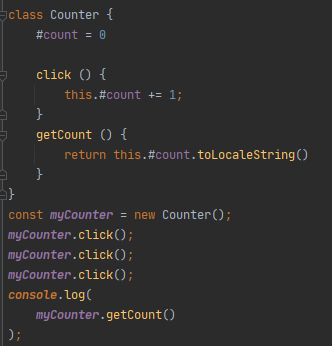 class Counter {
    #count = 0

    click () {
        this.#count += 1;
    }
    getCount () {
        return this.#count.toLocaleString()
    }
}
const myCounter = new Counter();
myCounter.click();
myCounter.click();
myCounter.click();
console.log(
    myCounter.getCount()
);